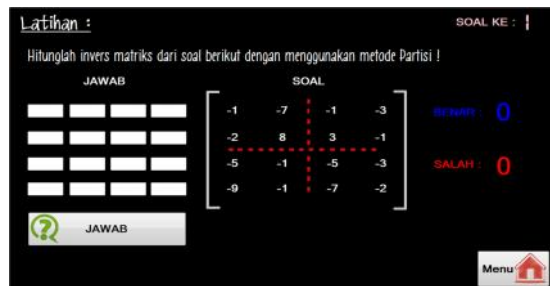 Latihan :
SOAL KE : 1
Hitunglah invers matriks dari soal berikut dengan menggunakan metode Partisi !
JAWAB
SOAL
-1 -7 -1 -3
-2 8 3 -1
-5 -1 -5 -3
-9 -1 -7 -2
BENAR : 0
SALAH : 0
JAWAB
Menu